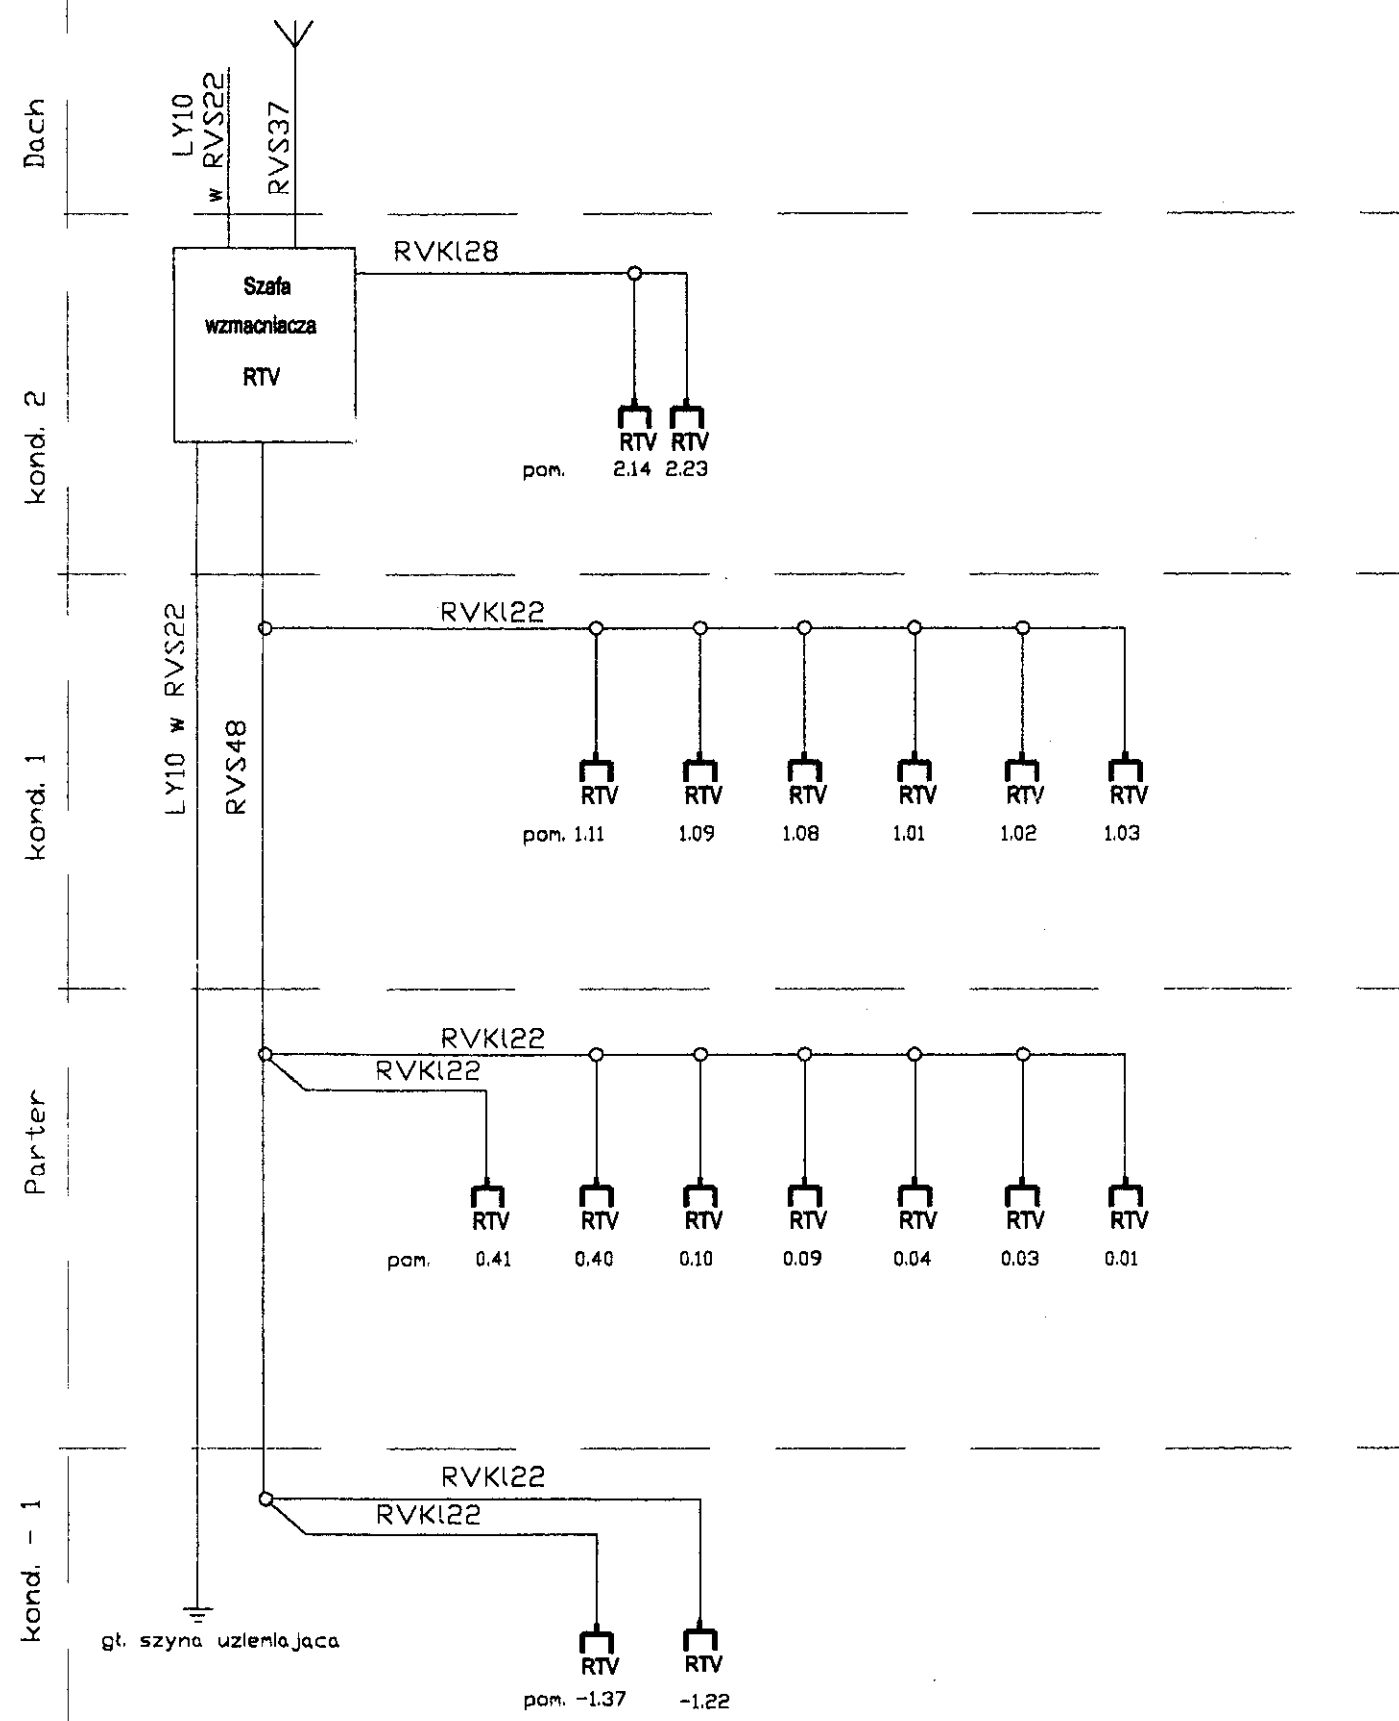 Dach
LY10
w RVS22
RVS37
kond. 2
Szafa
wzmacniacza
RTV
RVKl28
RTV RTV
pom. 2.14 2.23
kond. 1
LY10 w RVS22
RVS48
RVKl22
RTV RTV RTV RTV RTV RTV
pom. 1.11 1.09 1.08 1.01 1.02 1.03
Parter
RVKl22
RVKl22
RTV RTV RTV RTV RTV RTV RTV
pom. 0.41 0.40 0.10 0.09 0.04 0.03 0.01
kond. - 1
RVKl22
RVKl22
gł. szyna uziemiajaca
RTV RTV
pom. -1.37 -1.22